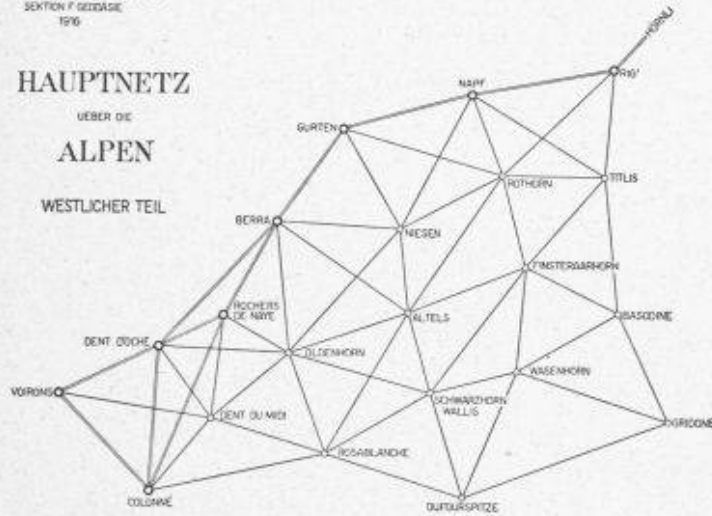 SEKTION F GEODÄSIE
1916
HAUPTNETZ
UEBER DIE
ALPEN
WESTLICHER TEIL
HÖRNLI
RIGI
NAPF
GURTEN
ROTHORN
TITLIS
BERRA
NIESEN
FINSTERAARHORN
ROCHERS
DE NAYE
ALTELS
BASODINE
DENT D'OCHE
OLDENHORN
WASENHORN
VOIRONS
SCHWARZHORN
WALLIS
DENT DU MIDI
GRIDONE
ROSABLANCHE
COLONNÉ
DUFOURSPITZE